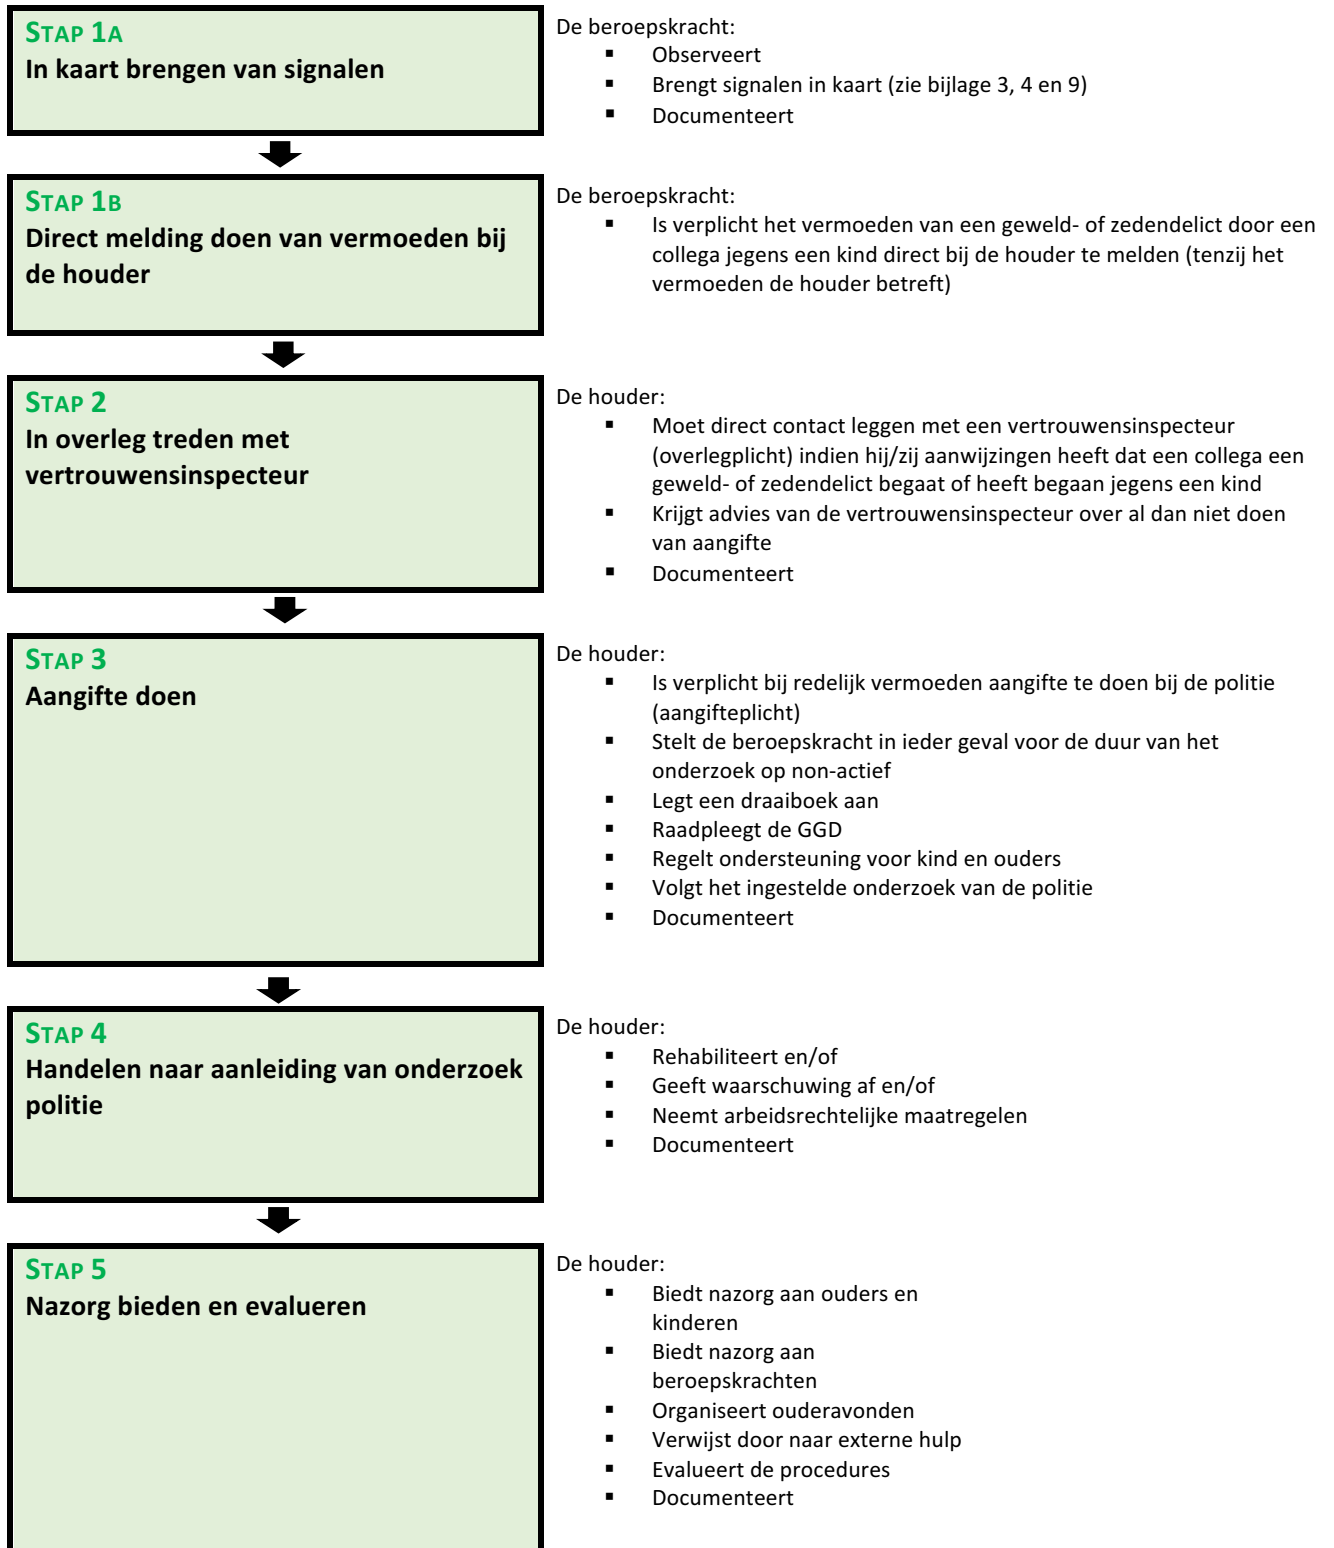 STAP 1A
In kaart brengen van signalen
De beroepskracht:
▪ Observeert
▪ Brengt signalen in kaart (zie bijlage 3, 4 en 9)
▪ Documenteert
STAP 1B
Direct melding doen van vermoeden bij
de houder
De beroepskracht:
▪ Is verplicht het vermoeden van een geweld- of zedendelict door een
collega jegens een kind direct bij de houder te melden (tenzij het
vermoeden de houder betreft)
STAP 2
In overleg treden met
vertrouwensinspecteur
De houder:
▪ Moet direct contact leggen met een vertrouwensinspecteur
(overlegplicht) indien hij/zij aanwijzingen heeft dat een collega een
geweld- of zedendelict begaat of heeft begaan jegens een kind
▪ Krijgt advies van de vertrouwensinspecteur over al dan niet doen
van aangifte
▪ Documenteert
STAP 3
Aangifte doen
De houder:
▪ Is verplicht bij redelijk vermoeden aangifte te doen bij de politie
(aangifteplicht)
▪ Stelt de beroepskracht in ieder geval voor de duur van het
onderzoek op non-actief
▪ Legt een draaiboek aan
▪ Raadpleegt de GGD
▪ Regelt ondersteuning voor kind en ouders
▪ Volgt het ingestelde onderzoek van de politie
▪ Documenteert
STAP 4
Handelen naar aanleiding van onderzoek
politie
De houder:
▪ Rehabiliteert en/of
▪ Geeft waarschuwing af en/of
▪ Neemt arbeidsrechtelijke maatregelen
▪ Documenteert
STAP 5
Nazorg bieden en evalueren
De houder:
▪ Biedt nazorg aan ouders en
kinderen
▪ Biedt nazorg aan
beroepskrachten
▪ Organiseert ouderavonden
▪ Verwijst door naar externe hulp
▪ Evalueert de procedures
▪ Documenteert